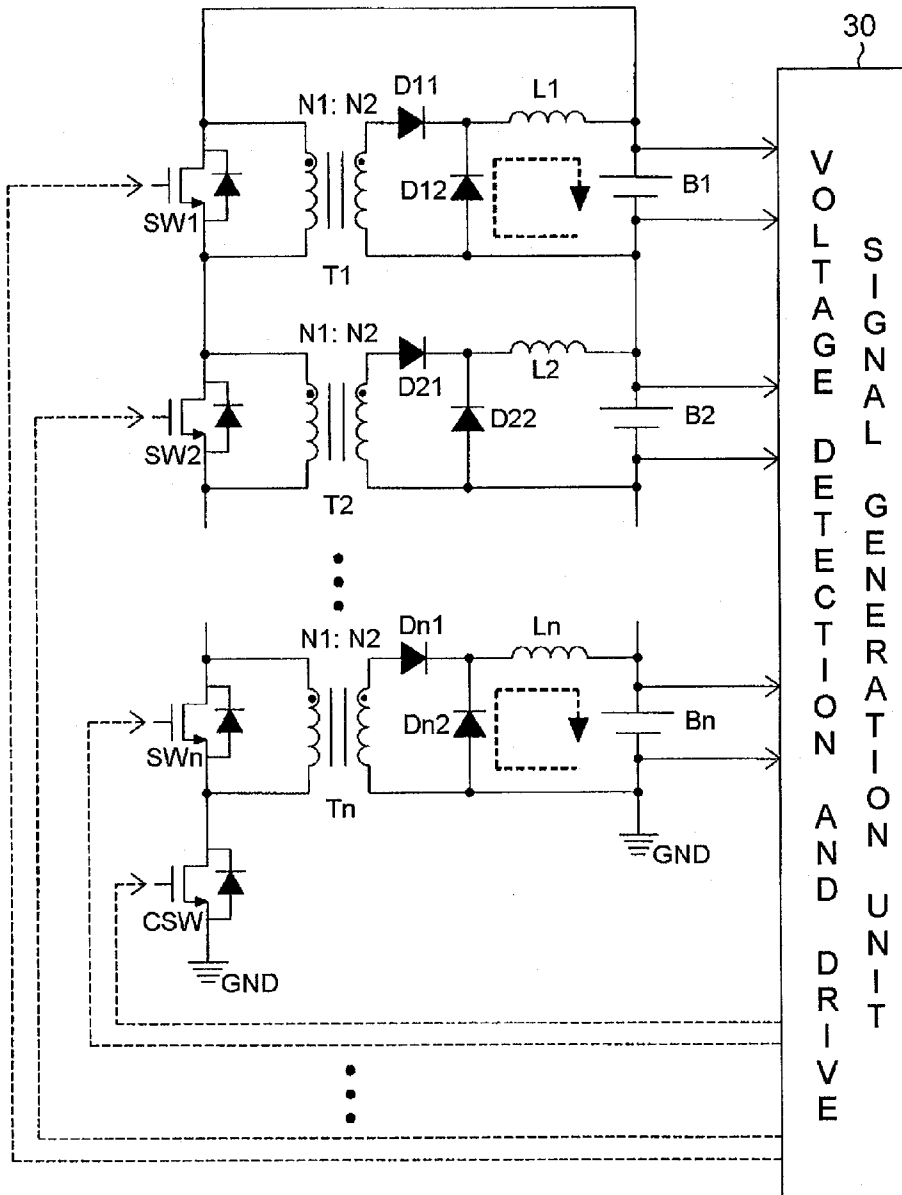 30
N1: N2
D11
L1
D12
B1
SW1
T1
N1: N2
D21
L2
D22
B2
SW2
T2
N1: N2
Dn1
Ln
Dn2
Bn
SWn
Tn
CSW
GND
GND
VOLTAGE DETECTION AND DRIVE
SIGNAL GENERATION UNIT